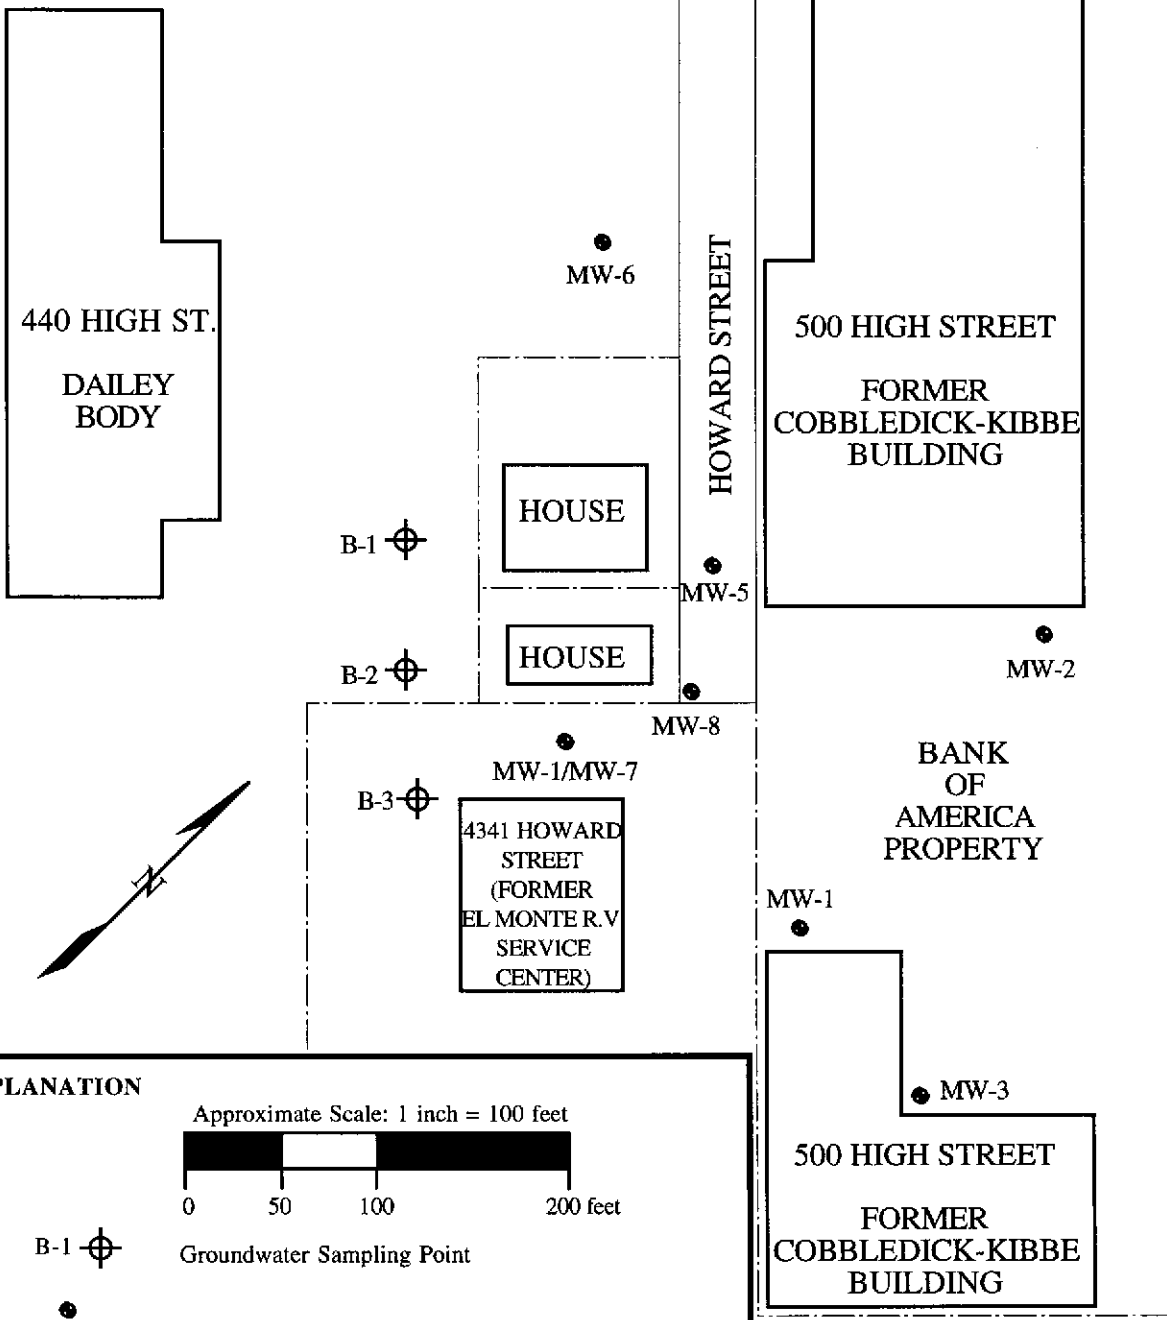 MW-6
HOWARD STREET
440 HIGH ST.
DAILEY
BODY
500 HIGH STREET
FORMER
COBBLEDICK-KIBBE
BUILDING
HOUSE
B-1
MW-5
HOUSE
B-2
MW-2
MW-8
MW-1/MW-7
B-3
BANK
OF
AMERICA
PROPERTY
4341 HOWARD
STREET
(FORMER
EL MONTE R.V
SERVICE
CENTER)
N
MW-1
PLANATION
MW-3
Approximate Scale: 1 inch = 100 feet
0 50 100 200 feet
500 HIGH STREET
FORMER
COBBLEDICK-KIBBE
BUILDING
B-1
Groundwater Sampling Point